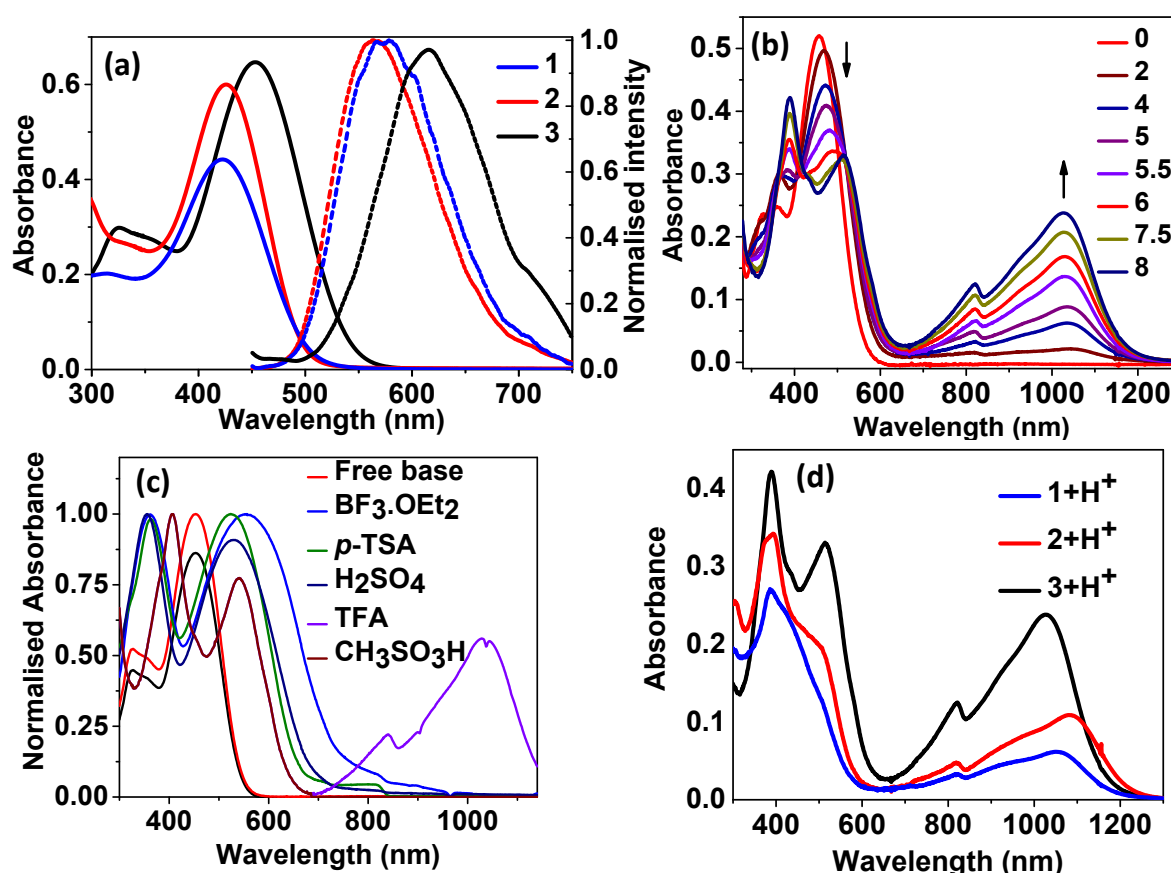 (a)
1
2
3
Absorbance
0.6
0.4
0.2
0.0
Normalised intensity
1.0
0.8
0.6
0.4
0.2
0.0
300 400 500 600 700
Wavelength (nm)
(b)
0
2
4
5
5.5
6
7.5
8
Absorbance
0.5
0.4
0.3
0.2
0.1
0.0
400 600 800 1000 1200
Wavelength (nm)
(c)
Free base
BF3.OEt2
p-TSA
H2SO4
TFA
CH3SO3H
Normalised Absorbance
1.00
0.75
0.50
0.25
0.00
400 600 800 1000
Wavelength (nm)
(d)
1+H+
2+H+
3+H+
Absorbance
0.4
0.3
0.2
0.1
0.0
400 600 800 1000 1200
Wavelength (nm)